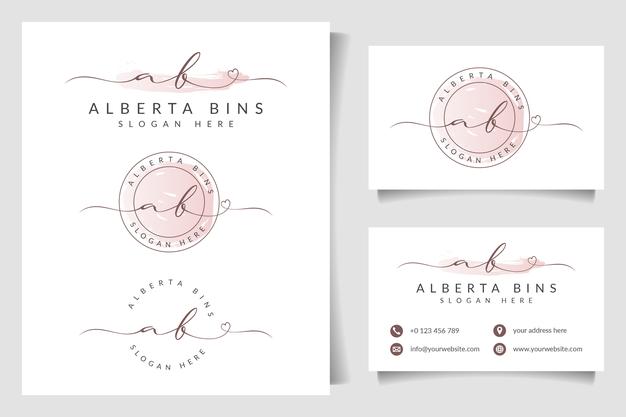 ab
ALBERTA BINS
SLOGAN HERE
ALBERTA BINS
ab
SLOGAN HERE
ALBERTA BINS
ab
SLOGAN HERE
ALBERTA BINS
ab
SLOGAN HERE
ab
ALBERTA BINS
SLOGAN HERE
+0 123 456 789
your address here
info@yourwebsite.com
www.yourwebsite.com